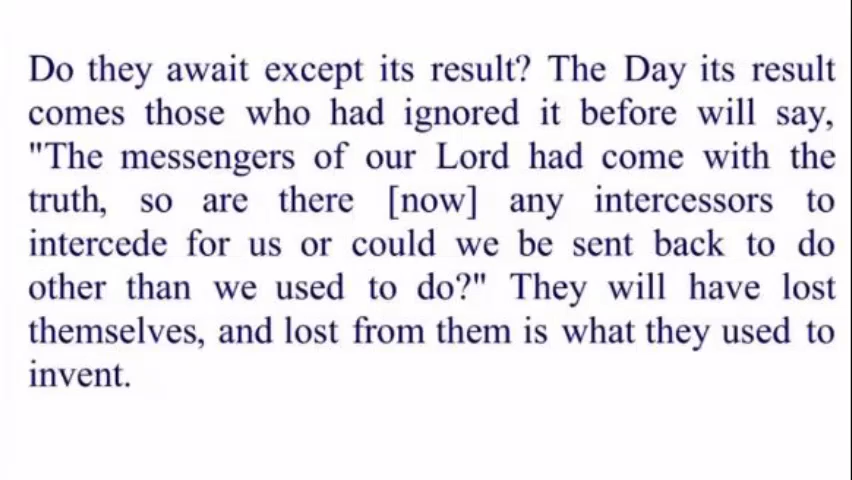 Do they await except its result? The Day its result
comes those who had ignored it before will say,
"The messengers of our Lord had come with the
truth, so are there [now] any intercessors to
intercede for us or could we be sent back to do
other than we used to do?" They will have lost
themselves, and lost from them is what they used to
invent.